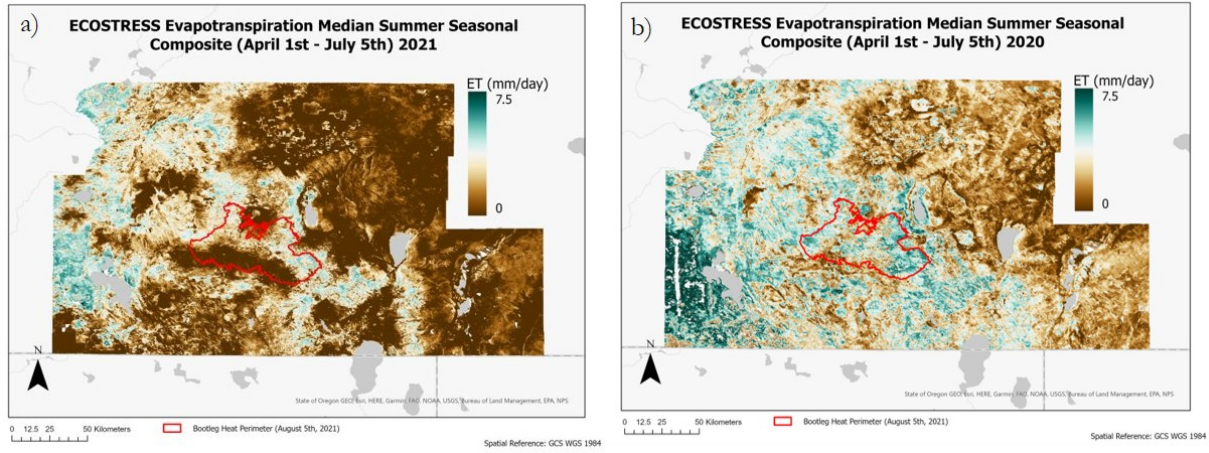 a)
ECOSTRESS Evapotranspiration Median Summer Seasonal
Composite (April 1st - July 5th) 2021
ET (mm/day)
7.5
0
N
State of Oregon GEO, Esri, HERE, Garmin, FAO, NOAA, USGS, Bureau of Land Management, EPA, NPS
0 12.5 25 50 Kilometers
Bootleg Heat Perimeter (August 5th, 2021)
Spatial Reference: GCS WGS 1984
b)
ECOSTRESS Evapotranspiration Median Summer Seasonal
Composite (April 1st - July 5th) 2020
ET (mm/day)
7.5
0
N
State of Oregon GEO, Esri, HERE, Garmin, FAO, NOAA, USGS, Bureau of Land Management, EPA, NPS
0 12.5 25 50 Kilometers
Bootleg Heat Perimeter (August 5th, 2021)
Spatial Reference: GCS WGS 1984